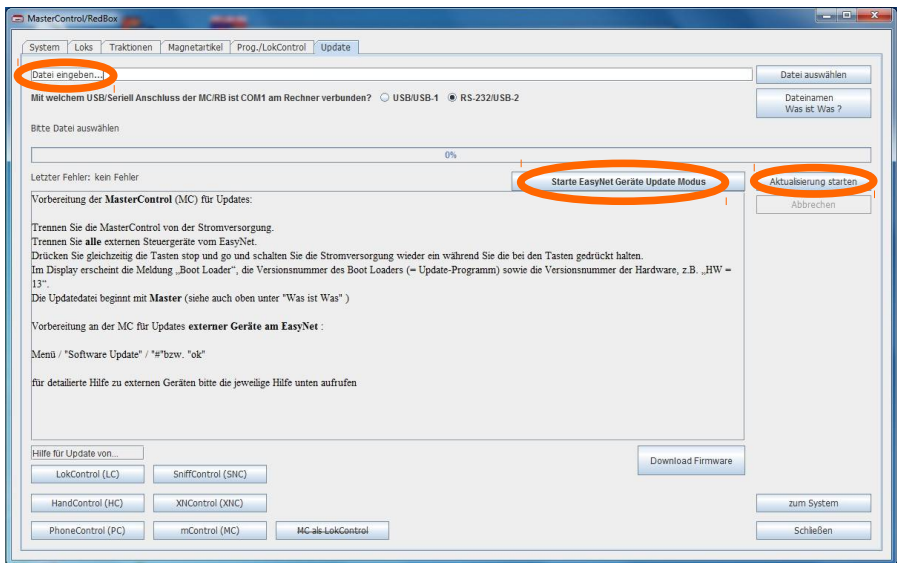 MasterControl/RedBox
System Loks Traktionen Magnetartikel Prog./LokControl Update
Datei eingeben... Datei auswählen
Mit welchem USB/Seriell Anschluss der MC/RB ist COM1 am Rechner verbunden? USB/USB-1 RS-232/USB-2 Dateinamen
Was ist Was ?
Bitte Datei auswählen
0%
Letzter Fehler: kein Fehler Starte EasyNet Geräte Update Modus Aktualisierung starten
Abbrechen
Vorbereitung der MasterControl (MC) für Updates:
Trennen Sie die MasterControl von der Stromversorgung.
Trennen Sie alle externen Steuergeräte vom EasyNet.
Drücken Sie gleichzeitig die Tasten stop und go und schalten Sie die Stromversorgung wieder ein während Sie die bei den Tasten gedrückt halten.
Im Display erscheint die Meldung „Boot Loader“, die Versionsnummer des Boot Loaders (= Update-Programm) sowie die Versionsnummer der Hardware, z.B. „HW =
13“.
Die Updatedatei beginnt mit Master (siehe auch oben unter "Was ist Was" )
Vorbereitung an der MC für Updates externer Geräte am EasyNet :
Menü / "Software Update" / "#"bzw. "ok"
für detailierte Hilfe zu externen Geräten bitte die jeweilige Hilfe unten aufrufen
Hilfe für Update von...
Download Firmware
LokControl (LC) SniffControl (SNC)
HandControl (HC) XNControl (XNC) zum System
PhoneControl (PC) mControl (MC) MC als LokControl Schließen